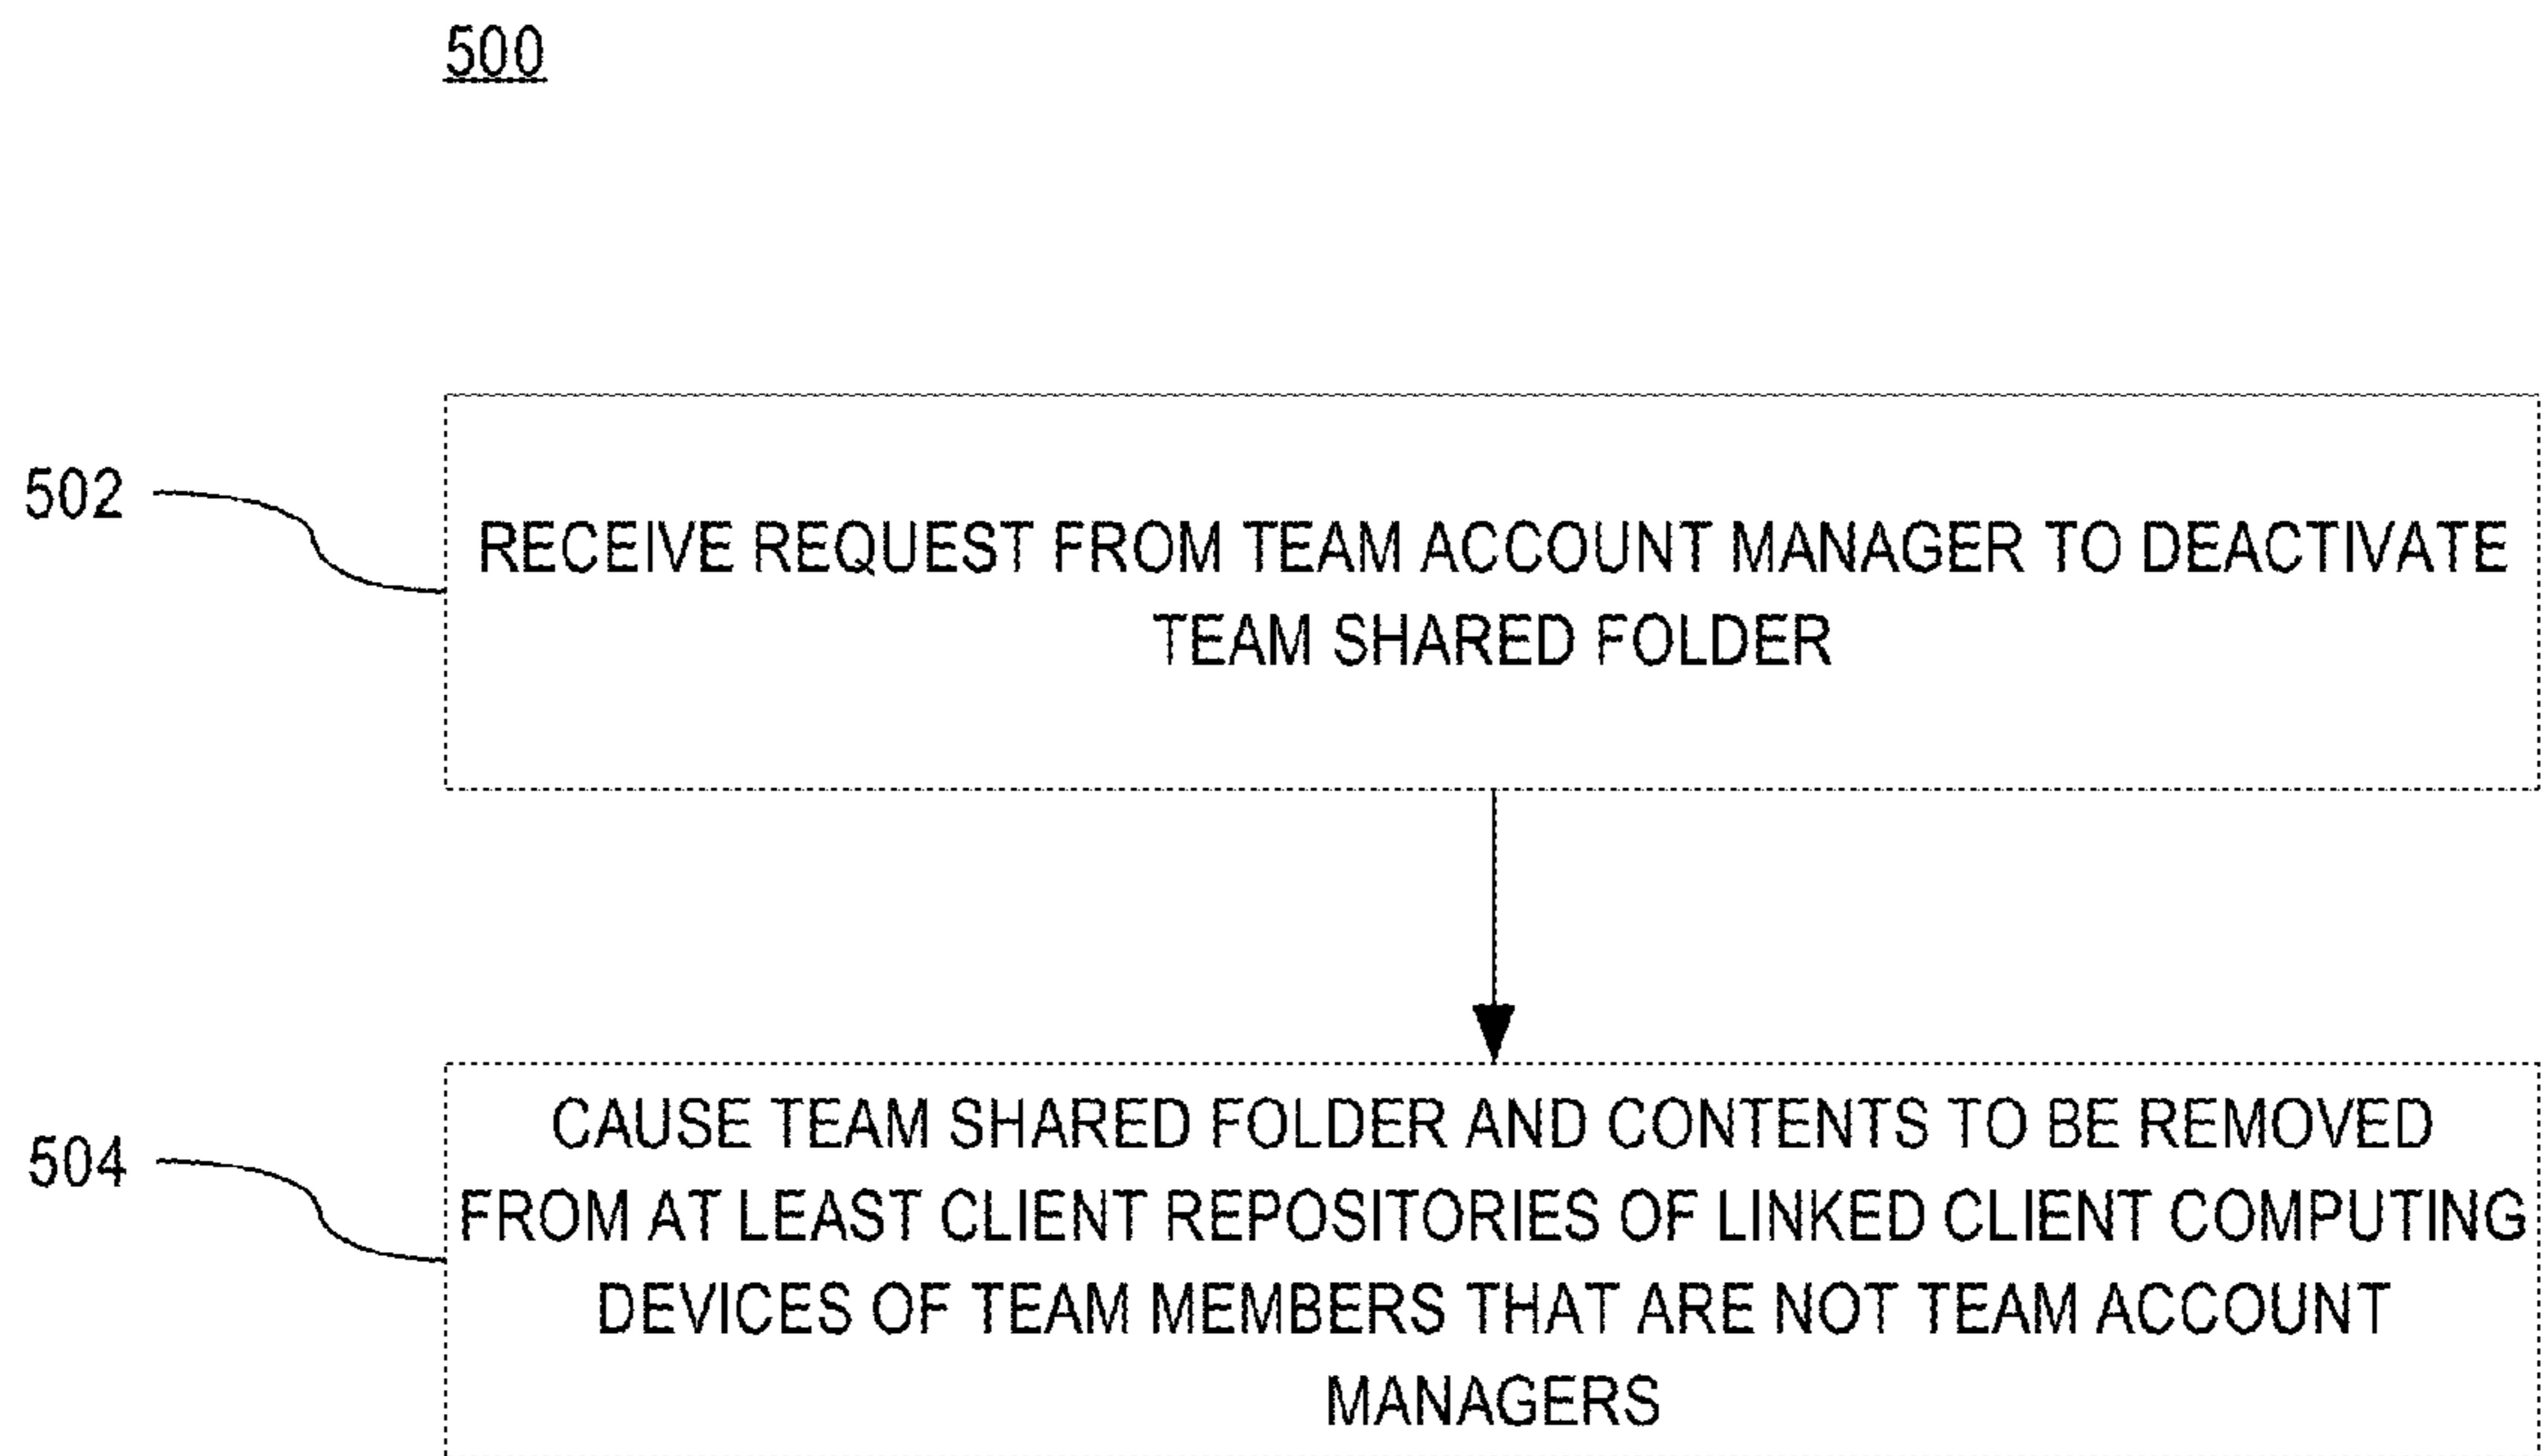 500
502
RECEIVE REQUEST FROM TEAM ACCOUNT MANAGER TO DEACTIVATE
TEAM SHARED FOLDER
504
CAUSE TEAM SHARED FOLDER AND CONTENTS TO BE REMOVED
FROM AT LEAST CLIENT REPOSITORIES OF LINKED CLIENT COMPUTING
DEVICES OF TEAM MEMBERS THAT ARE NOT TEAM ACCOUNT
MANAGERS